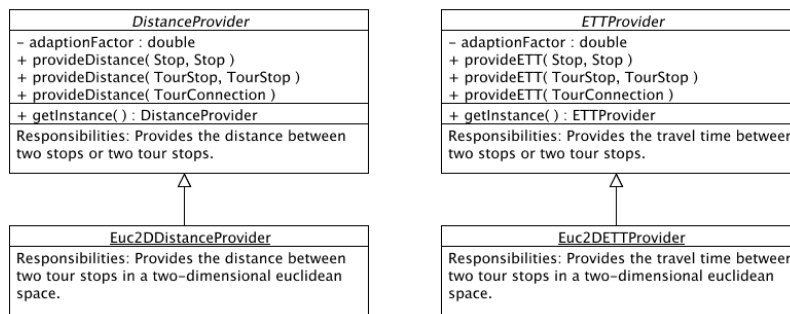 DistanceProvider
- adaptionFactor : double
+ provideDistance( Stop, Stop )
+ provideDistance( TourStop, TourStop )
+ provideDistance( TourConnection )
+ getInstance( ) : DistanceProvider
Responsibilities: Provides the distance between
two stops or two tour stops.
Euc2DDistanceProvider
Responsibilities: Provides the distance between
two tour stops in a two-dimensional euclidean
space.
ETTProvider
- adaptionFactor : double
+ provideETT( Stop, Stop )
+ provideETT( TourStop, TourStop )
+ provideETT( TourConnection )
+ getInstance( ) : ETTProvider
Responsibilities: Provides the travel time between
two stops or two tour stops.
Euc2DETTProvider
Responsibilities: Provides the travel time between
two tour stops in a two-dimensional euclidean
space.